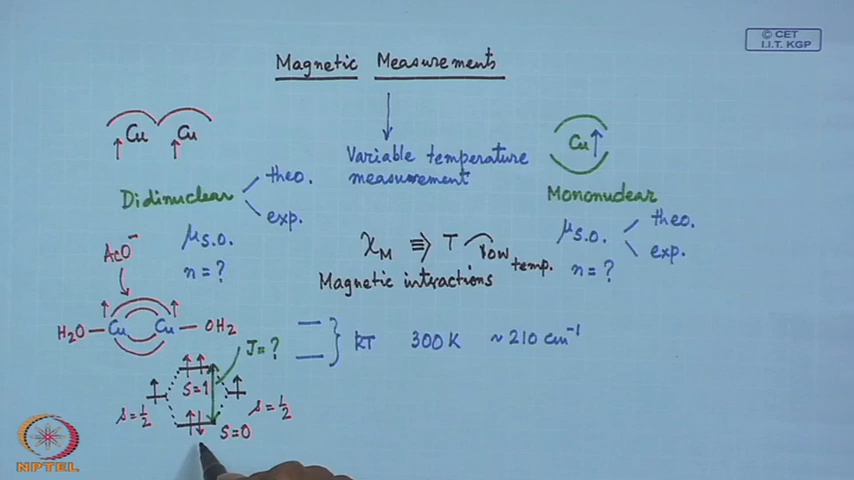 © CET
I.I.T. KGP
Magnetic Measurements
Cu Cu
Cu
Variable temperature
measurement
Didinuclear
theo.
exp.
Mononuclear
theo.
exp.
μs.o.
n = ?
μs.o.
n = ?
AcO⁻
χM ≡> T low temp.
Magnetic interactions
H₂O—Cu Cu—OH₂
kT 300K ~210 cm⁻¹
J = ?
S=1
s=1/2
s=1/2
S=0
NPTEL